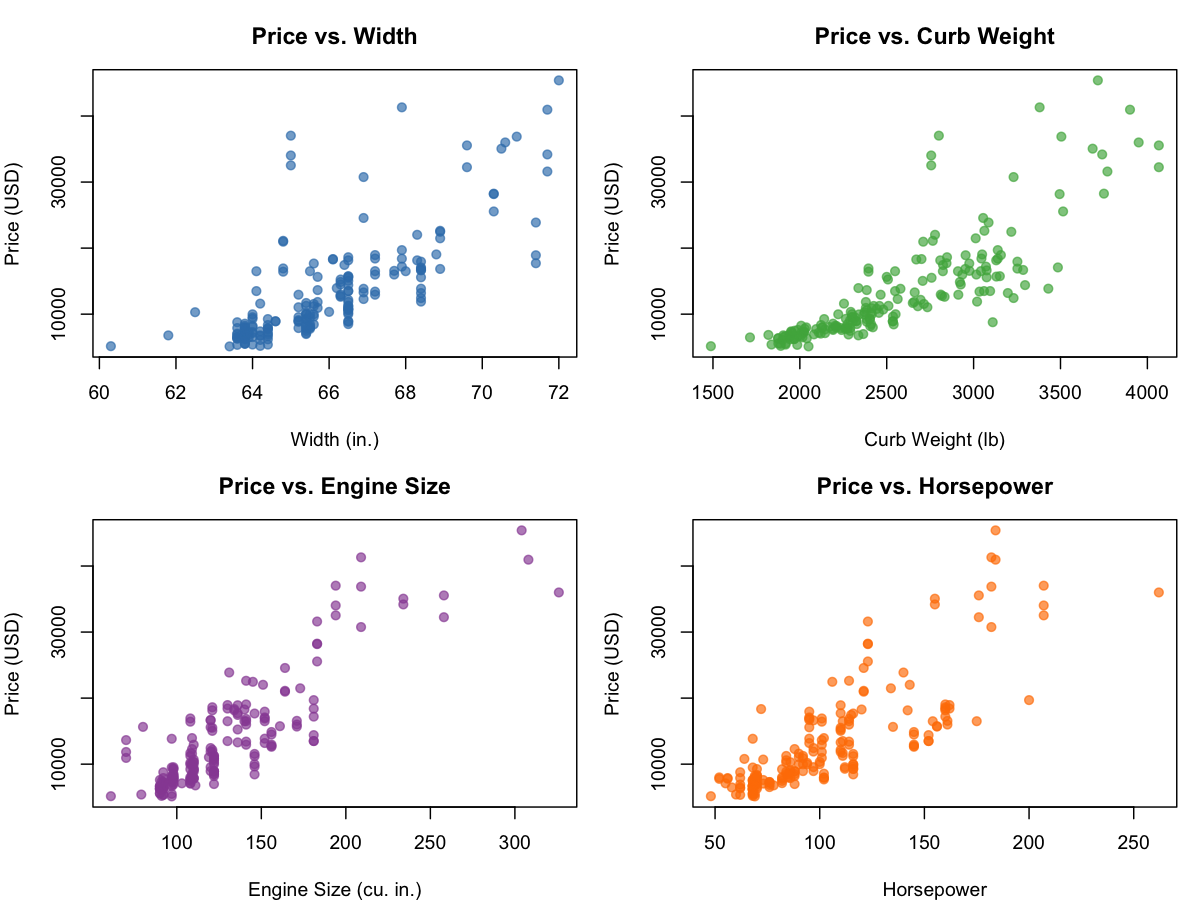 Price vs. Width
Price (USD)
30000
10000
60 62 64 66 68 70 72
Width (in.)
Price vs. Curb Weight
Price (USD)
30000
10000
1500 2000 2500 3000 3500 4000
Curb Weight (lb)
Price vs. Engine Size
Price (USD)
30000
10000
100 150 200 250 300
Engine Size (cu. in.)
Price vs. Horsepower
Price (USD)
30000
10000
50 100 150 200 250
Horsepower